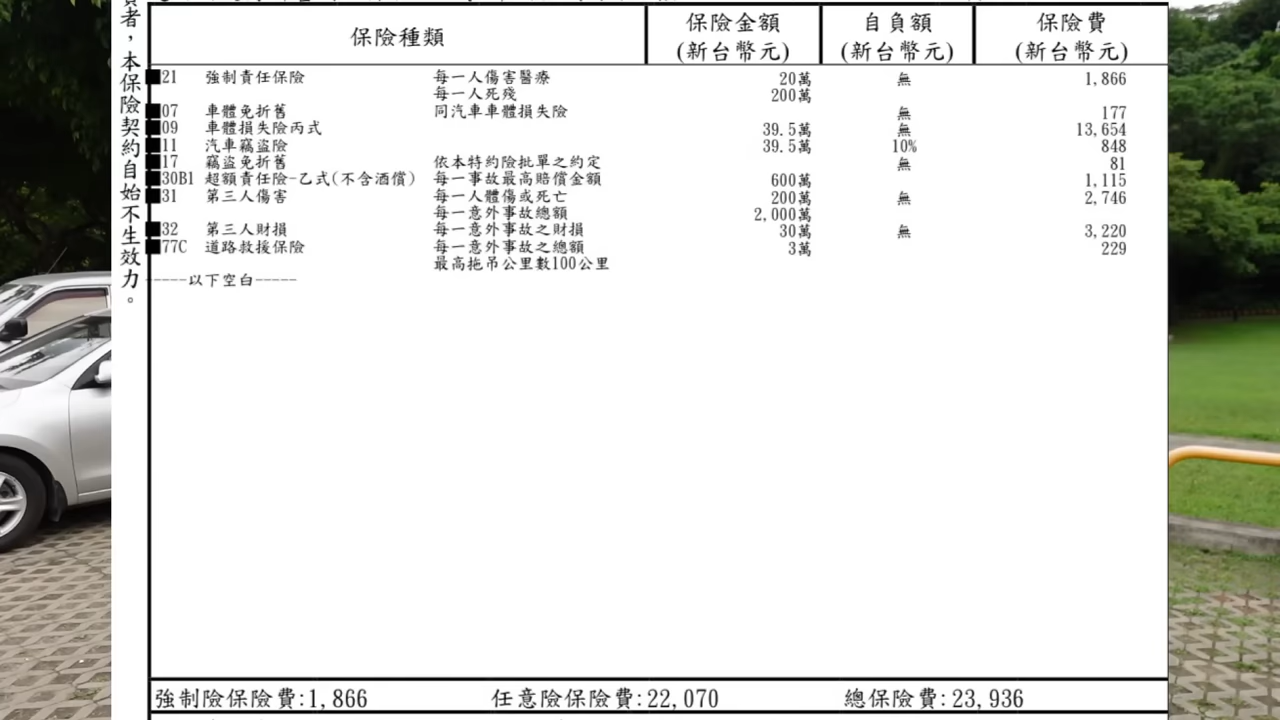 責者，本保險契約自始不生效力。
保險種類 保險金額 (新台幣元) 自負額 (新台幣元) 保險費 (新台幣元)
21 強制責任保險 每一人傷害醫療 20萬 無 1,866
每一人死殘 200萬
07 車體免折舊 同汽車車體損失險 無 177
09 車體損失險丙式 39.5萬 無 13,654
11 汽車竊盜險 39.5萬 10% 848
17 竊盜免折舊 依本特約險批單之約定 無 81
30B1 超額責任險-乙式(不含酒償) 每一事故最高賠償金額 600萬 1,115
31 第三人傷害 每一人體傷或死亡 200萬 無 2,746
每一意外事故總額 2,000萬
32 第三人財損 每一意外事故之財損 30萬 無 3,220
77C 道路救援保險 每一意外事故之總額 3萬 229
最高拖吊公里數100公里
-----以下空白-----
強制險保險費:1,866 任意險保險費:22,070 總保險費:23,936